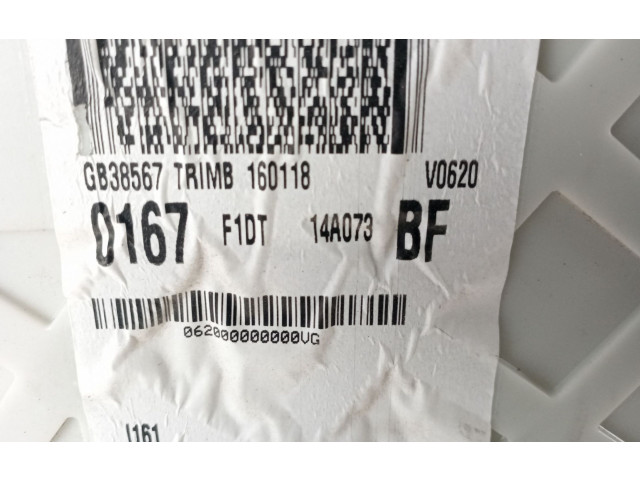 GB38567 TRIMB 160118 V0620
0167 F1DT 14A073 BF
062000000000VG
I161